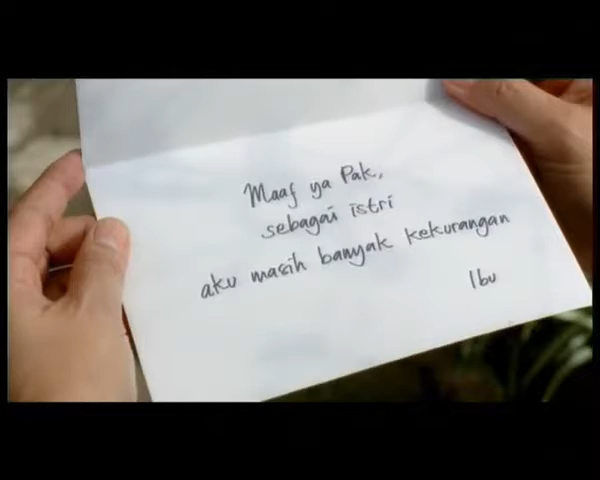 Maaf ya Pak,
sebagai istri
aku masih banyak kekurangan
Ibu